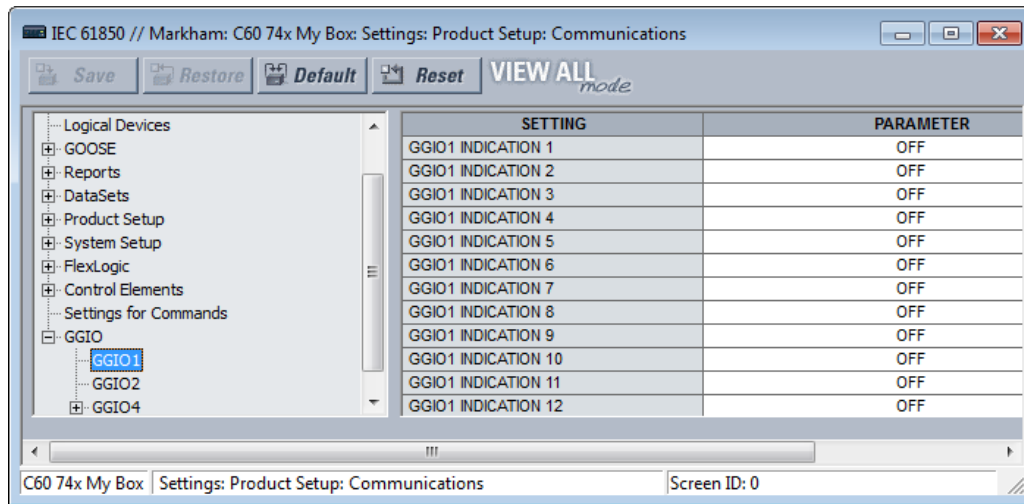 IEC 61850 // Markham: C60 74x My Box: Settings: Product Setup: Communications
Save Restore Default Reset VIEW ALL mode
Logical Devices
GOOSE
Reports
DataSets
Product Setup
System Setup
FlexLogic
Control Elements
Settings for Commands
GGIO
GGIO1
GGIO2
GGIO4
SETTING PARAMETER
GGIO1 INDICATION 1 OFF
GGIO1 INDICATION 2 OFF
GGIO1 INDICATION 3 OFF
GGIO1 INDICATION 4 OFF
GGIO1 INDICATION 5 OFF
GGIO1 INDICATION 6 OFF
GGIO1 INDICATION 7 OFF
GGIO1 INDICATION 8 OFF
GGIO1 INDICATION 9 OFF
GGIO1 INDICATION 10 OFF
GGIO1 INDICATION 11 OFF
GGIO1 INDICATION 12 OFF
C60 74x My Box Settings: Product Setup: Communications Screen ID: 0